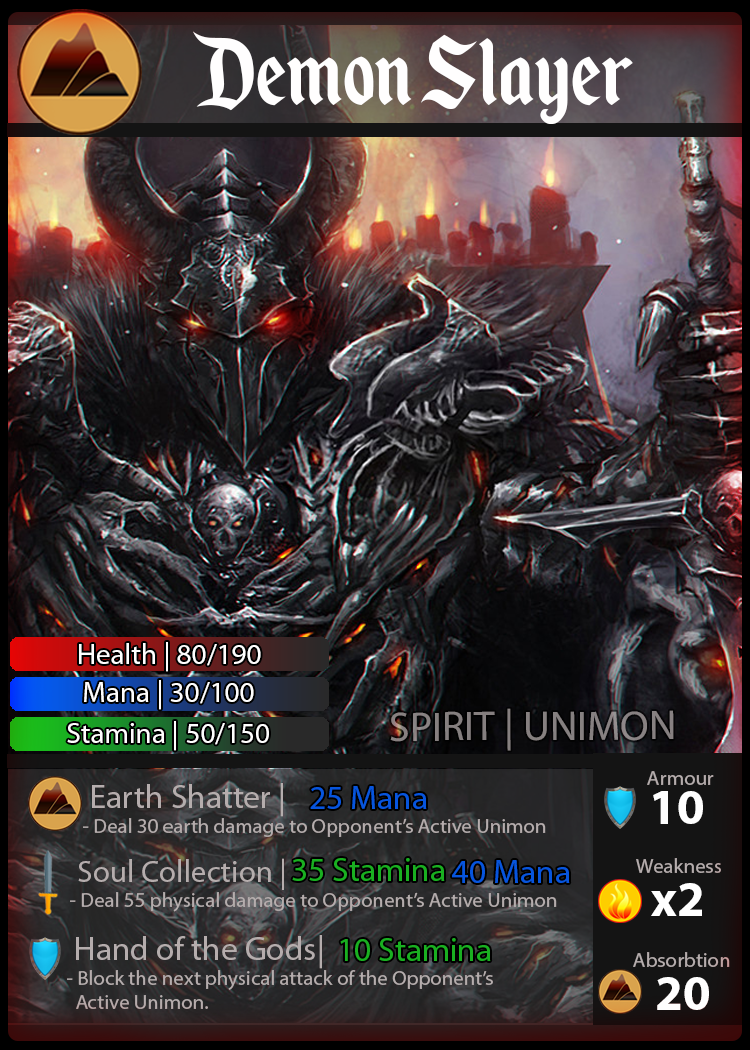 Demon Slayer
Health | 80/190
Mana | 30/100
Stamina | 50/150
SPIRIT | UNIMON
Earth Shatter | 25 Mana
- Deal 30 earth damage to Opponent's Active Unimon
Soul Collection | 35 Stamina 40 Mana
- Deal 55 physical damage to Opponent's Active Unimon
Hand of the Gods| 10 Stamina
- Block the next physical attack of the Opponent's
Active Unimon.
Armour
10
Weakness
x2
Absorbtion
20